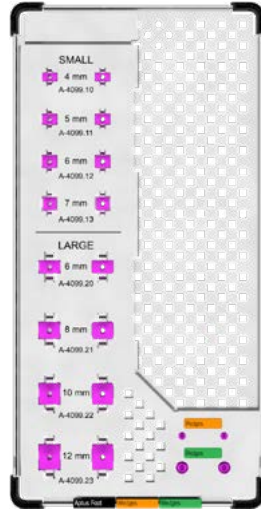 SMALL
4 mm
A-4099.10
5 mm
A-4099.11
6 mm
A-4099.12
7 mm
A-4099.13
LARGE
6 mm
A-4099.20
8 mm
A-4099.21
10 mm
A-4099.22
12 mm
A-4099.23
Aptus Foot